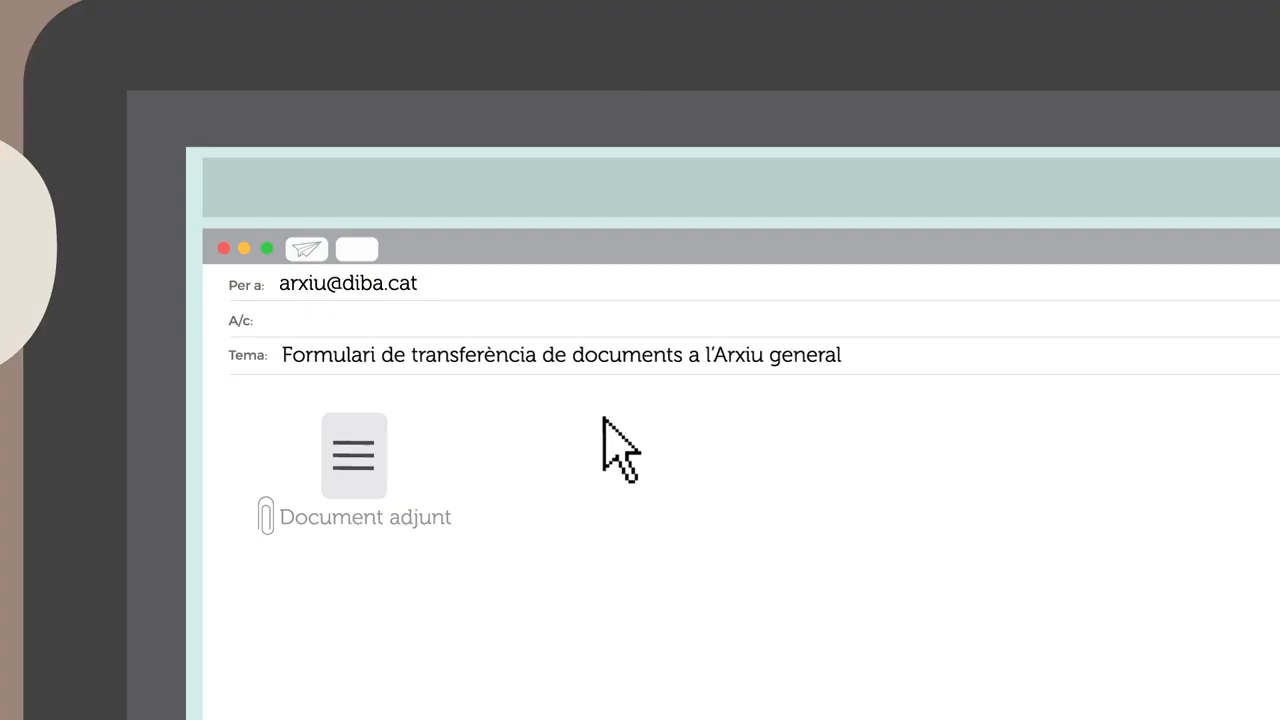 Per a: arxiu@diba.cat
A/c:
Tema: Formulari de transferència de documents a l’Arxiu general
Document adjunt